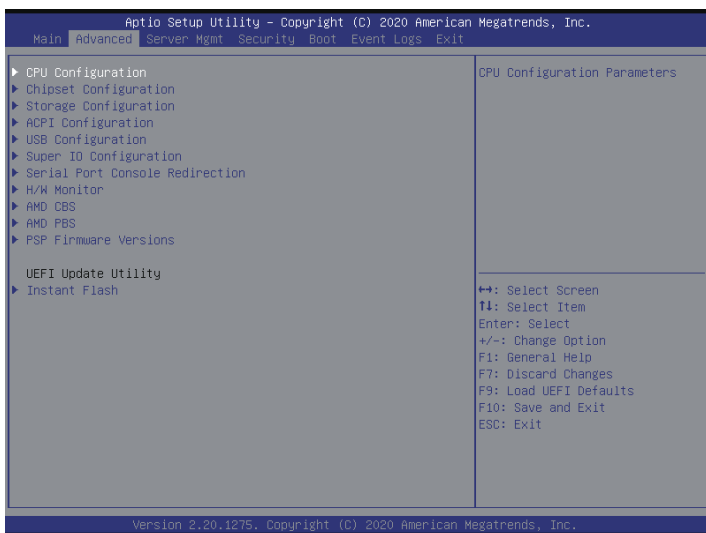 Aptio Setup Utility – Copyright (C) 2020 American Megatrends, Inc.
Main Advanced Server Mgmt Security Boot Event Logs Exit
CPU Configuration
Chipset Configuration
Storage Configuration
ACPI Configuration
USB Configuration
Super IO Configuration
Serial Port Console Redirection
H/W Monitor
AMD CBS
AMD PBS
PSP Firmware Versions
UEFI Update Utility
Instant Flash
CPU Configuration Parameters
↔: Select Screen
↑↓: Select Item
Enter: Select
+/-: Change Option
F1: General Help
F7: Discard Changes
F9: Load UEFI Defaults
F10: Save and Exit
ESC: Exit
Version 2.20.1275. Copyright (C) 2020 American Megatrends, Inc.